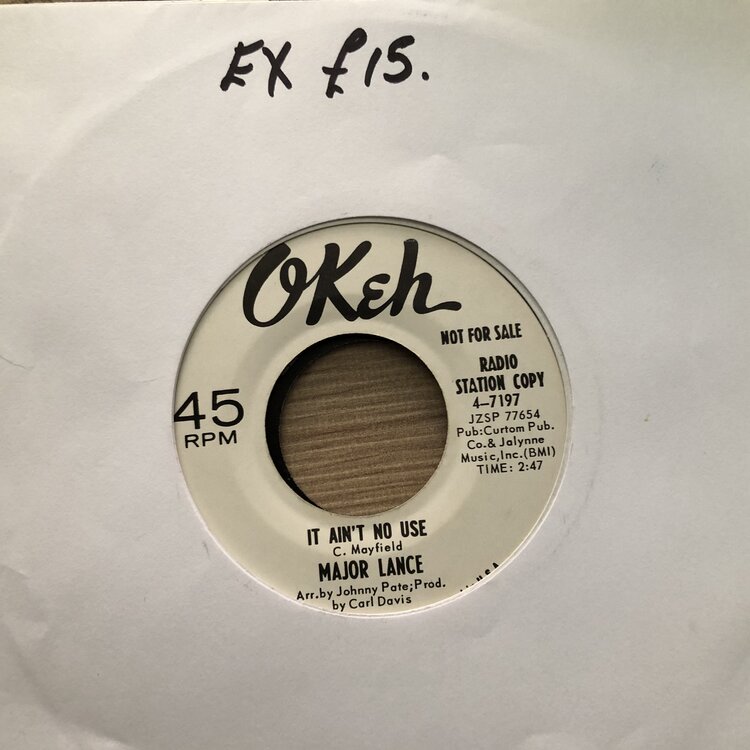 EX £15.
OKeh
NOT FOR SALE
RADIO
STATION COPY
4-7197
JZSP 77654
Pub:Curtom Pub.
Co.& Jalynne
Music,Inc.(BMI)
TIME: 2:47
45
RPM
IT AIN'T NO USE
C. Mayfield
MAJOR LANCE
Arr.by Johnny Pate;Prod.
by Carl Davis